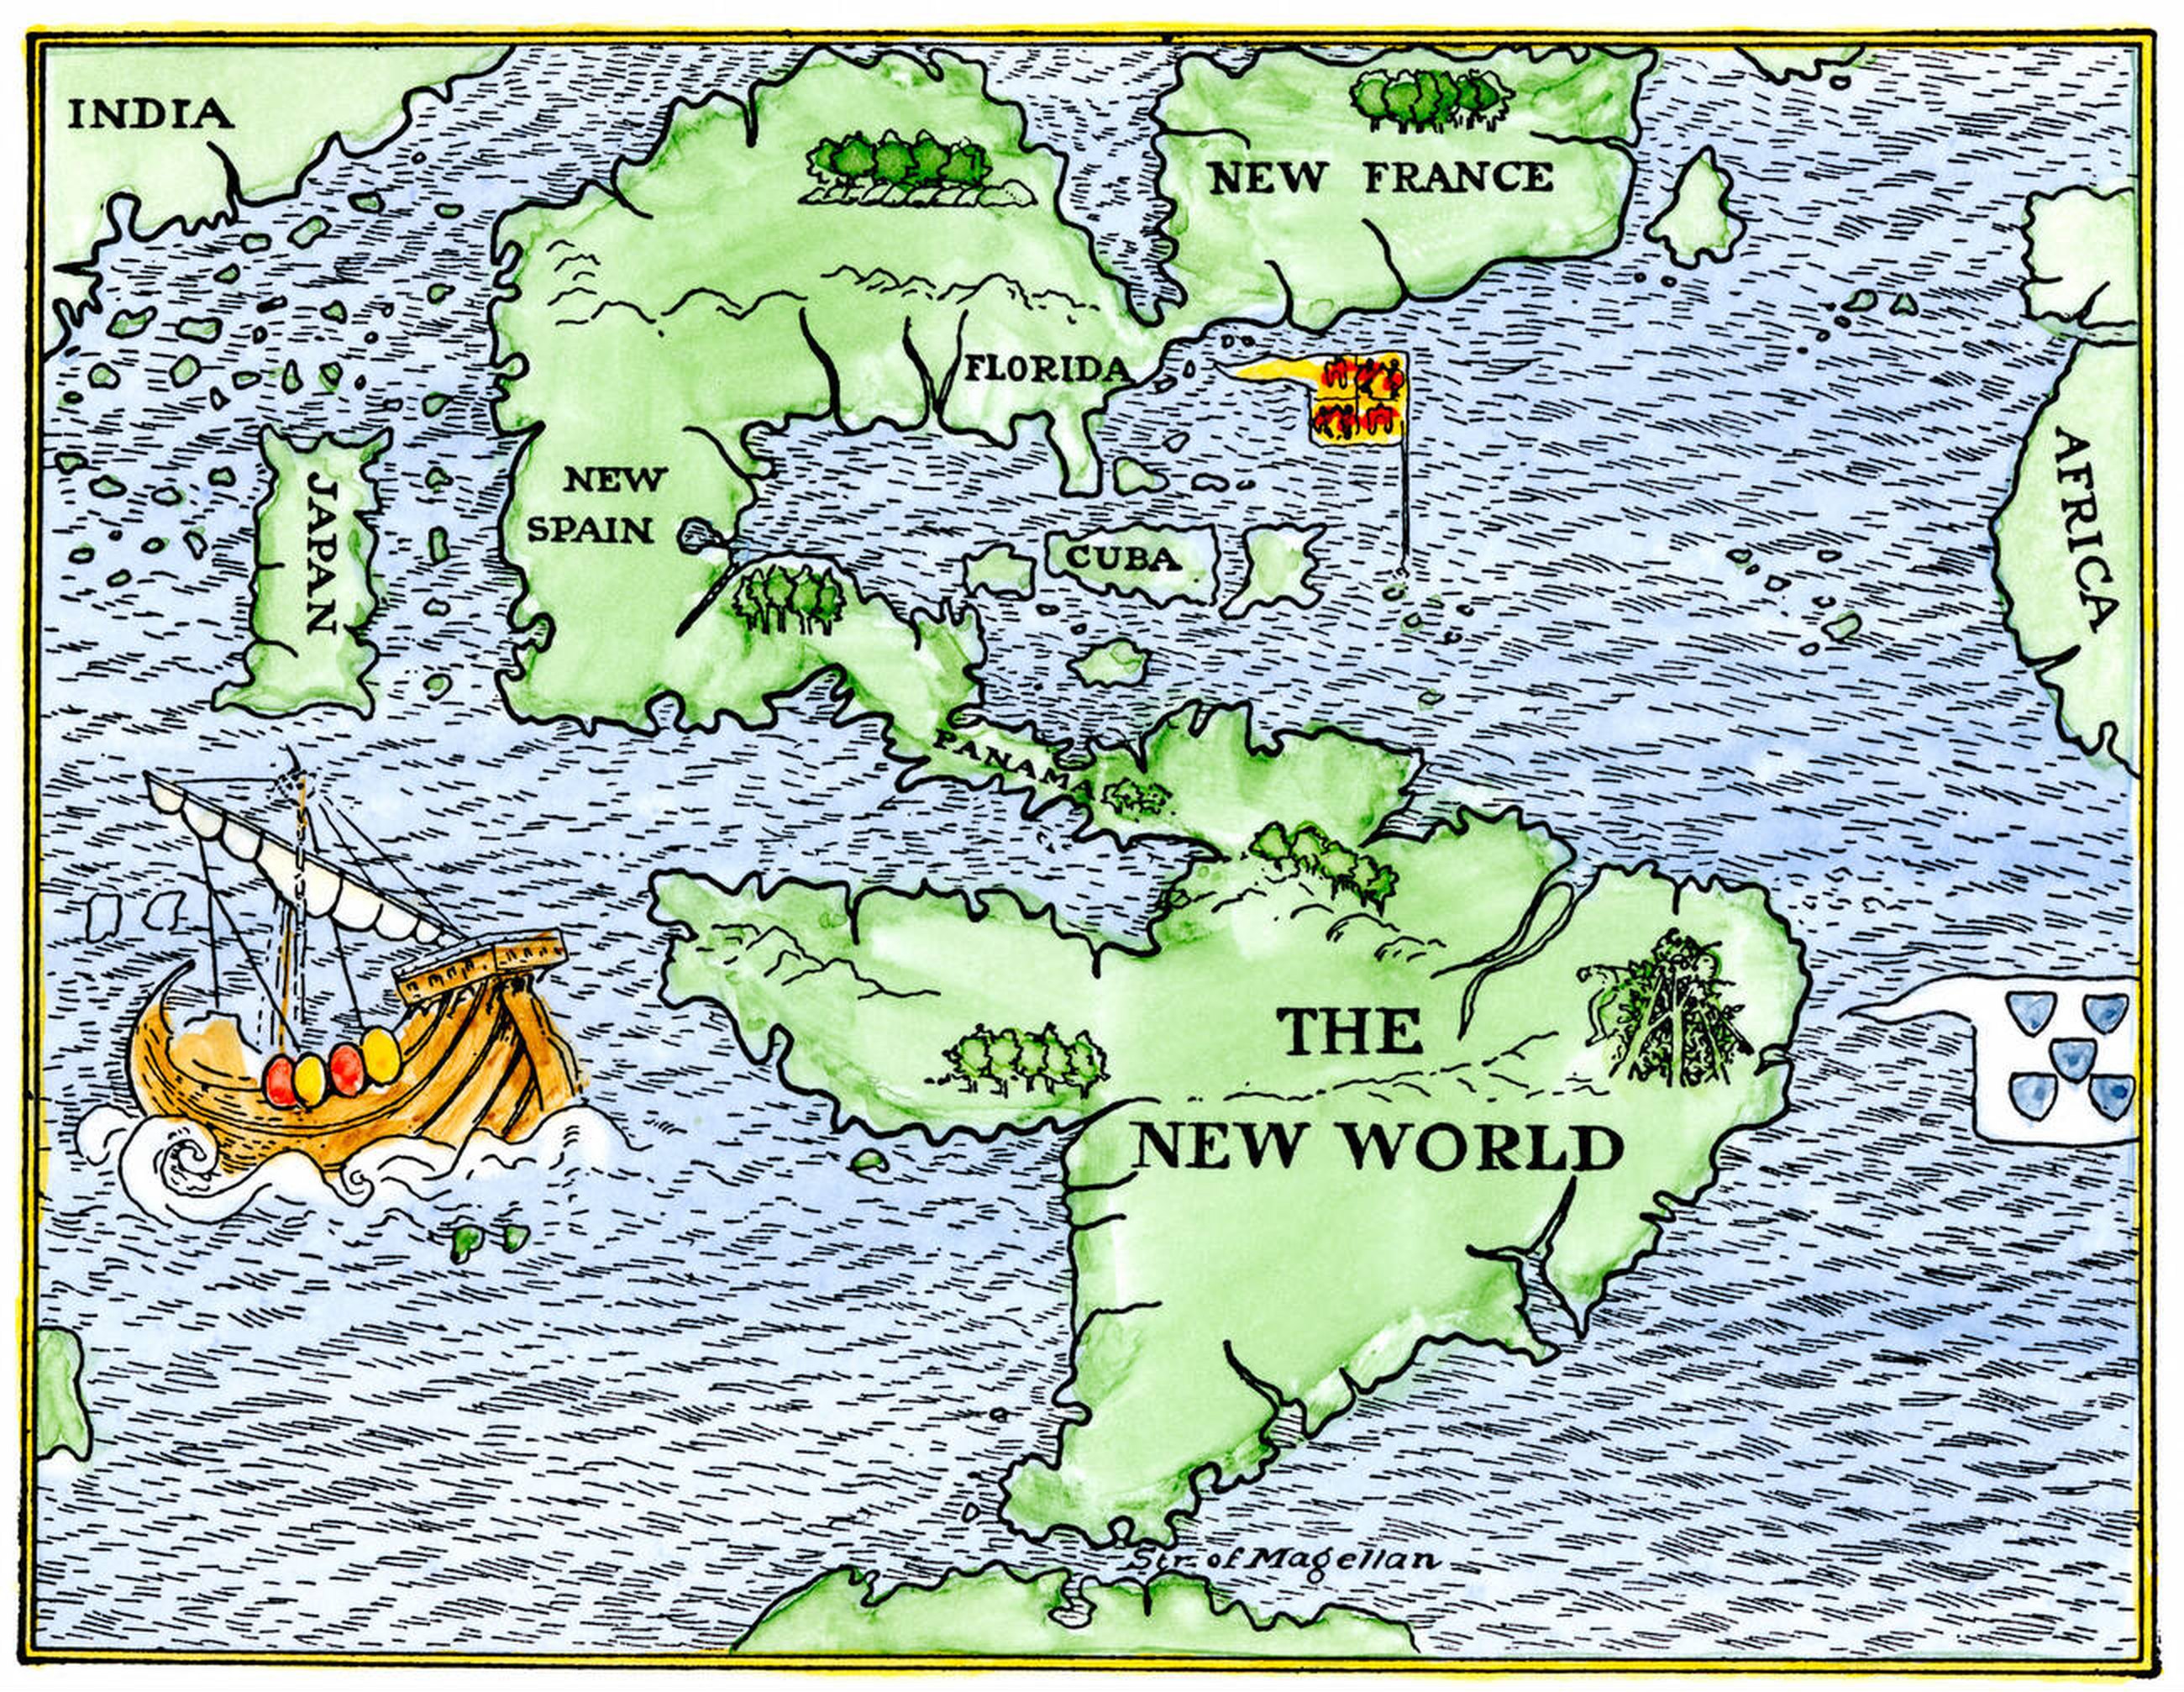 INDIA
NEW FRANCE
FLORIDA
AFRICA
JAPAN
NEW
SPAIN
CUBA
PANAMA
THE
NEW WORLD
Str. of Magellan